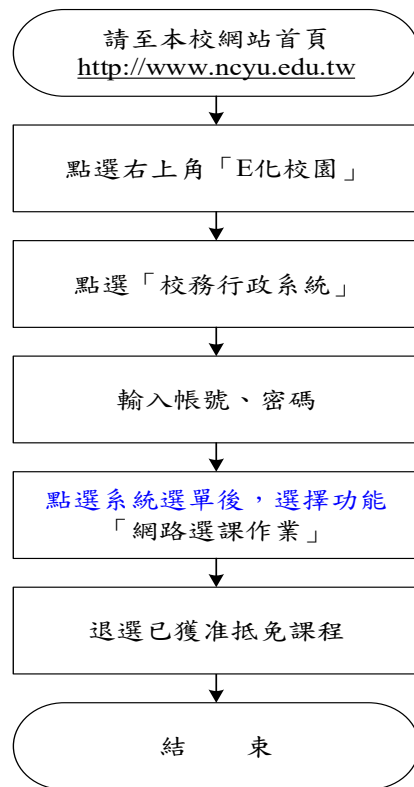 請至本校網站首頁
http://www.ncyu.edu.tw
點選右上角「E化校園」
點選「校務行政系統」
輸入帳號、密碼
點選系統選單後，選擇功能
「網路選課作業」
退選已獲准抵免課程
結　　束